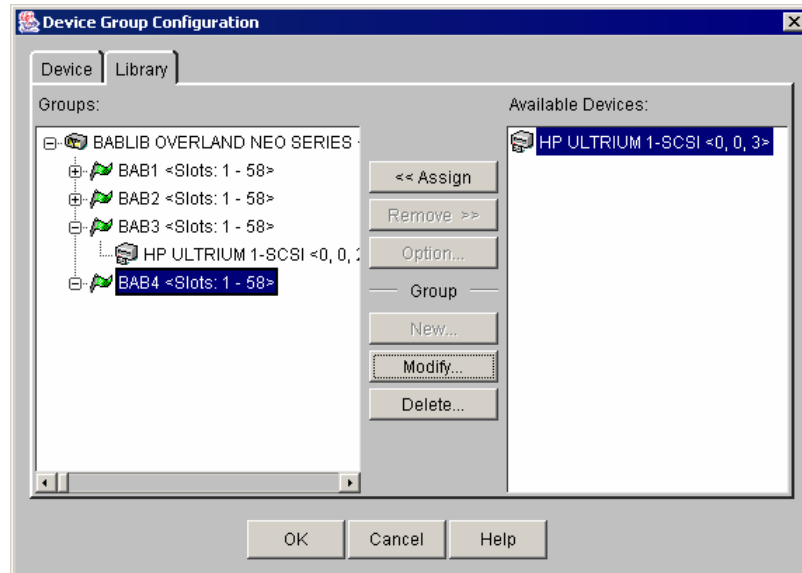 Device Group Configuration
Device
Library
Groups:
Available Devices:
BABLIB OVERLAND NEO SERIES -
HP ULTRIUM 1-SCSI <0, 0, 3>
BAB1 <Slots: 1 - 58>
<< Assign
BAB2 <Slots: 1 - 58>
Remove >>
BAB3 <Slots: 1 - 58>
HP ULTRIUM 1-SCSI <0, 0,
Option...
BAB4 <Slots: 1 - 58>
Group
New...
Modify...
Delete...
OK
Cancel
Help